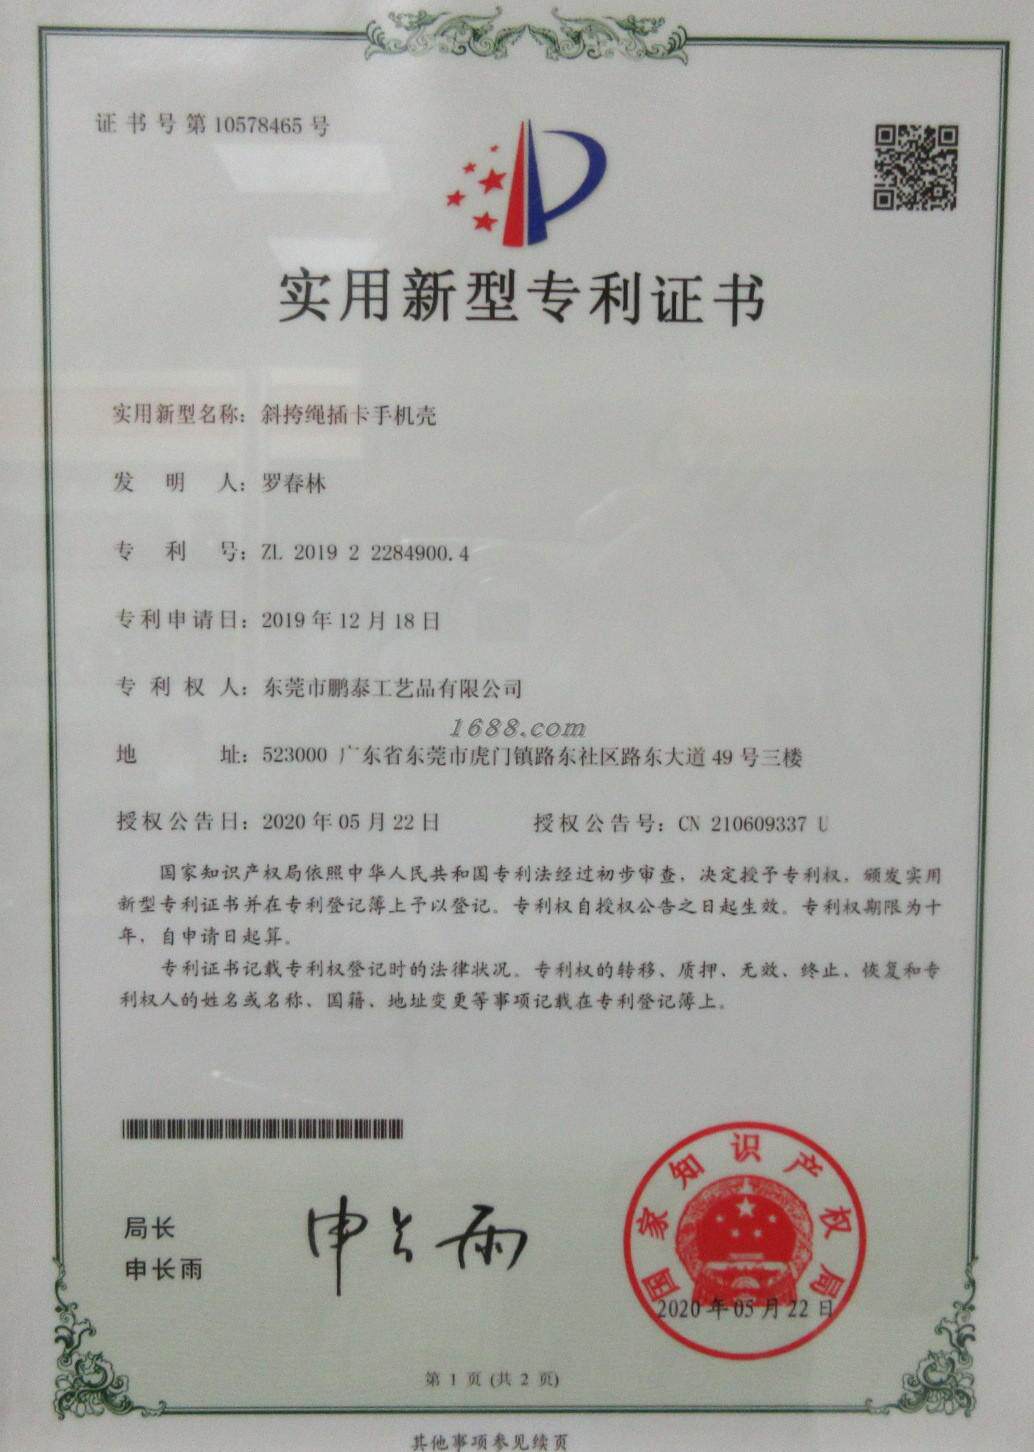 证书号第10578465号
实用新型专利证书
实用新型名称：斜挎绳插卡手机壳
发明人：罗春林
专利号：ZL 2019 2 2284900.4
专利申请日：2019年12月18日
专利权人：东莞市鹏泰工艺品有限公司
1688.com
地址：523000 广东省东莞市虎门镇路东社区路东大道49号三楼
授权公告日：2020年05月22日 授权公告号：CN 210609337 U
国家知识产权局依照中华人民共和国专利法经过初步审查，决定授予专利权，颁发实用
新型专利证书并在专利登记簿上予以登记。专利权自授权公告之日起生效。专利权期限为十
年，自申请日起算。
专利证书记载专利权登记时的法律状况。专利权的转移、质押、无效、终止、恢复和专
利权人的姓名或名称、国籍、地址变更等事项记载在专利登记簿上。
局长
申长雨
申长雨
国家知识产权局
2020年05月22日
第 1 页 (共 2 页)
其他事项参见续页